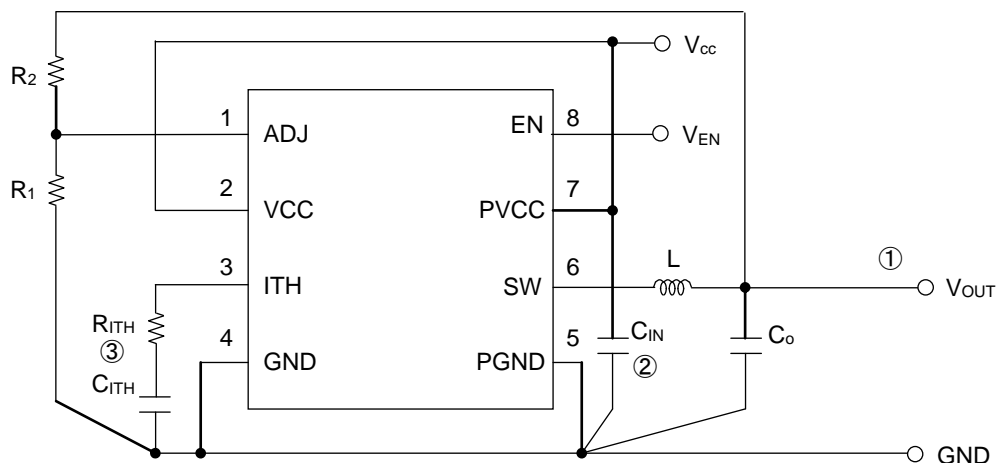 Vcc
R2
1
ADJ
EN
8
VEN
R1
2
VCC
PVCC
7
3
ITH
SW
6
L
①
VOUT
RITH
③
CITH
4
GND
PGND
5
CIN
②
Co
GND